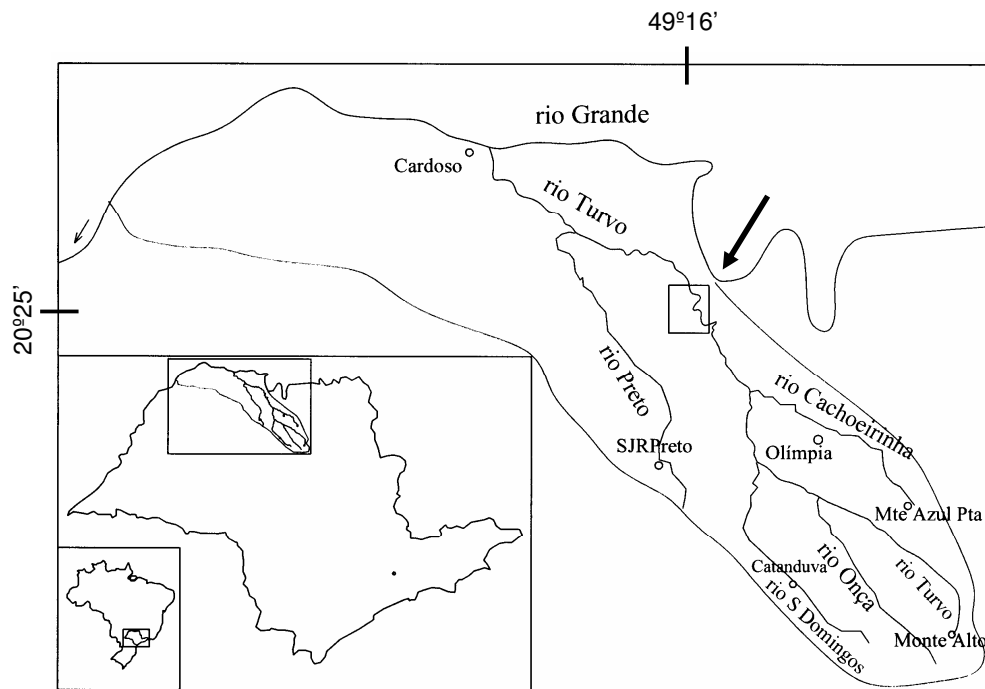 49º16’
rio Grande
Cardoso
rio Turvo
20º25’
rio Preto
rio Cachoeirinha
SJRPreto
Olímpia
Mte Azul Pta
Catanduva
rio Onça
rio Turvo
rio S Domingos
Monte Alto